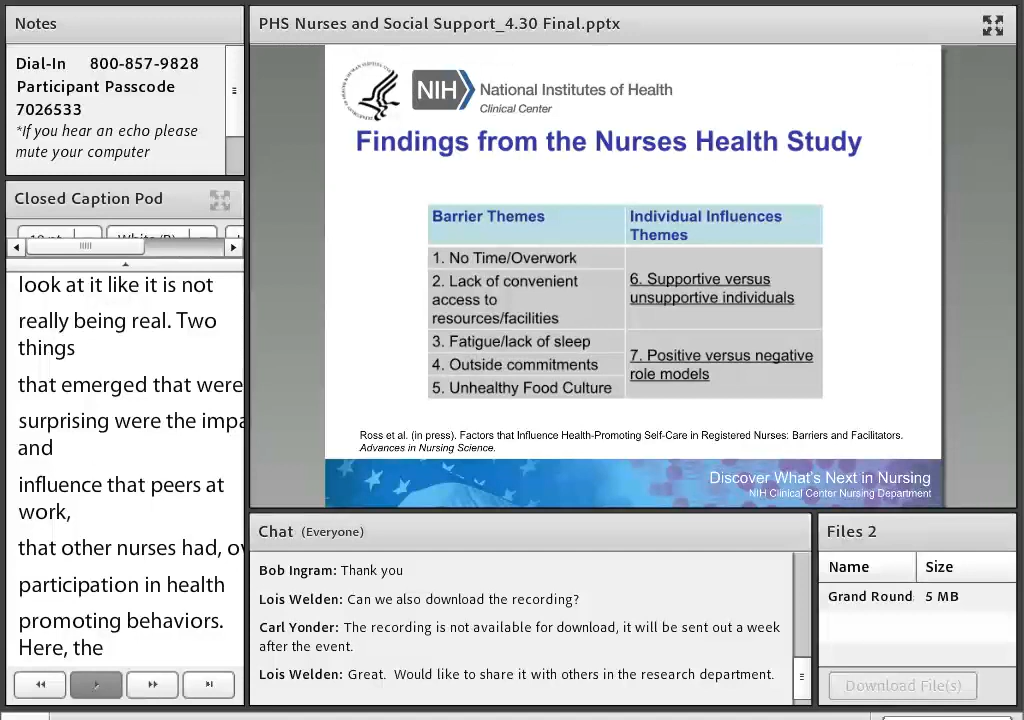 Notes
Dial-In 800-857-9828
Participant Passcode
7026533
*If you hear an echo please
mute your computer
Closed Caption Pod
look at it like it is not
really being real. Two
things
that emerged that were
surprising were the impa
and
influence that peers at
work,
that other nurses had, ov
participation in health
promoting behaviors.
Here, the
PHS Nurses and Social Support_4.30 Final.pptx
NIH National Institutes of Health
Clinical Center
Findings from the Nurses Health Study
Barrier Themes
Individual Influences
Themes
1. No Time/Overwork
2. Lack of convenient
access to
resources/facilities
3. Fatigue/lack of sleep
4. Outside commitments
5. Unhealthy Food Culture
6. Supportive versus
unsupportive individuals
7. Positive versus negative
role models
Ross et al. (in press). Factors that Influence Health-Promoting Self-Care in Registered Nurses: Barriers and Facilitators.
Advances in Nursing Science.
Discover What's Next in Nursing
NIH Clinical Center Nursing Department
Chat (Everyone)
Bob Ingram: Thank you
Lois Welden: Can we also download the recording?
Carl Yonder: The recording is not available for download, it will be sent out a week
after the event.
Lois Welden: Great. Would like to share it with others in the research department.
Files 2
Name Size
Grand Round 5 MB
Download File(s)